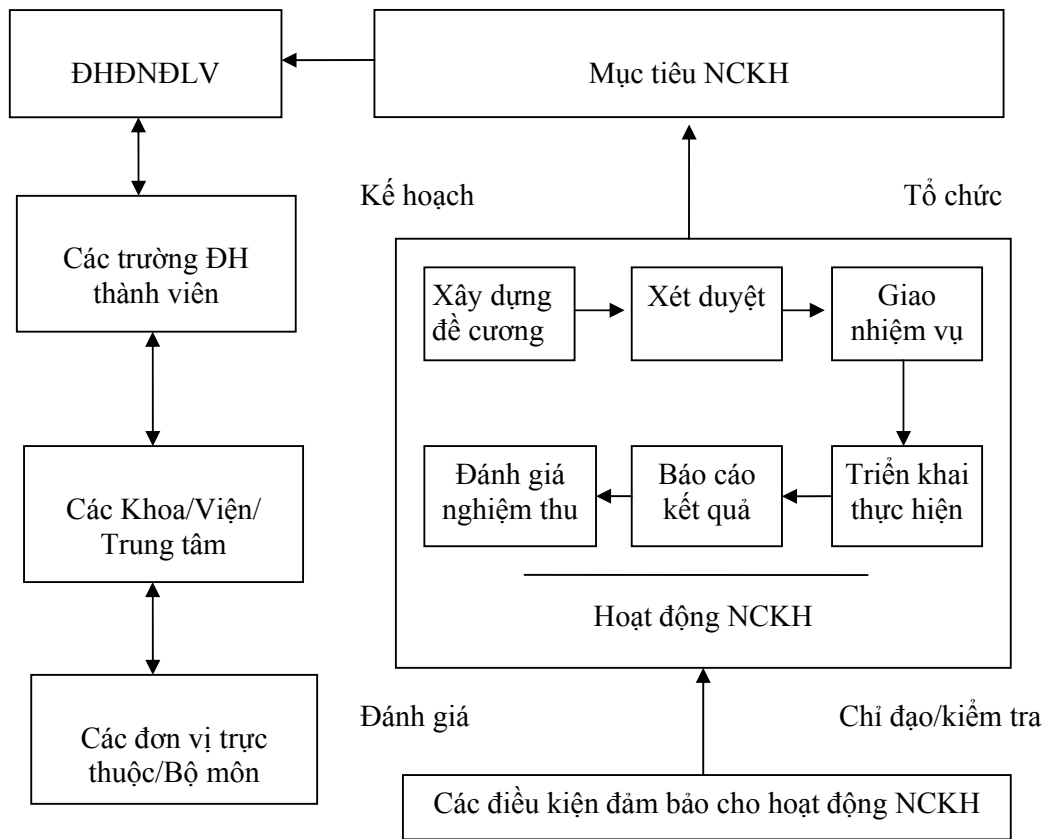 ĐHĐNĐLV
Mục tiêu NCKH
Kế hoạch
Tổ chức
Các trường ĐH
thành viên
Xây dựng
đề cương
Xét duyệt
Giao
nhiệm vụ
Đánh giá
nghiệm thu
Báo cáo
kết quả
Triển khai
thực hiện
Các Khoa/Viện/
Trung tâm
Hoạt động NCKH
Đánh giá
Chỉ đạo/kiểm tra
Các đơn vị trực
thuộc/Bộ môn
Các điều kiện đảm bảo cho hoạt động NCKH